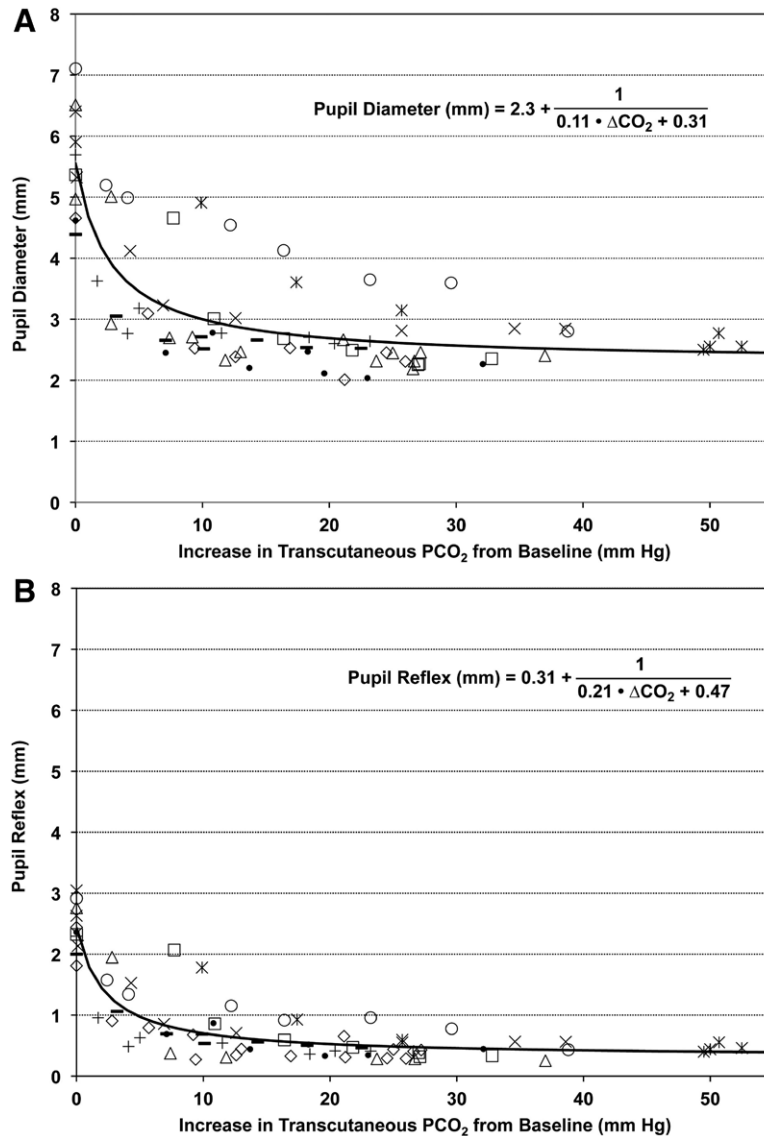 A
8
7
6
5
4
3
2
1
0
Pupil Diameter (mm)
Pupil Diameter (mm) = 2.3 + 1 / 0.11 • ΔCO₂ + 0.31
0 10 20 30 40 50
Increase in Transcutaneous PCO₂ from Baseline (mm Hg)
B
8
7
6
5
4
3
2
1
0
Pupil Reflex (mm)
Pupil Reflex (mm) = 0.31 + 1 / 0.21 • ΔCO₂ + 0.47
0 10 20 30 40 50
Increase in Transcutaneous PCO₂ from Baseline (mm Hg)